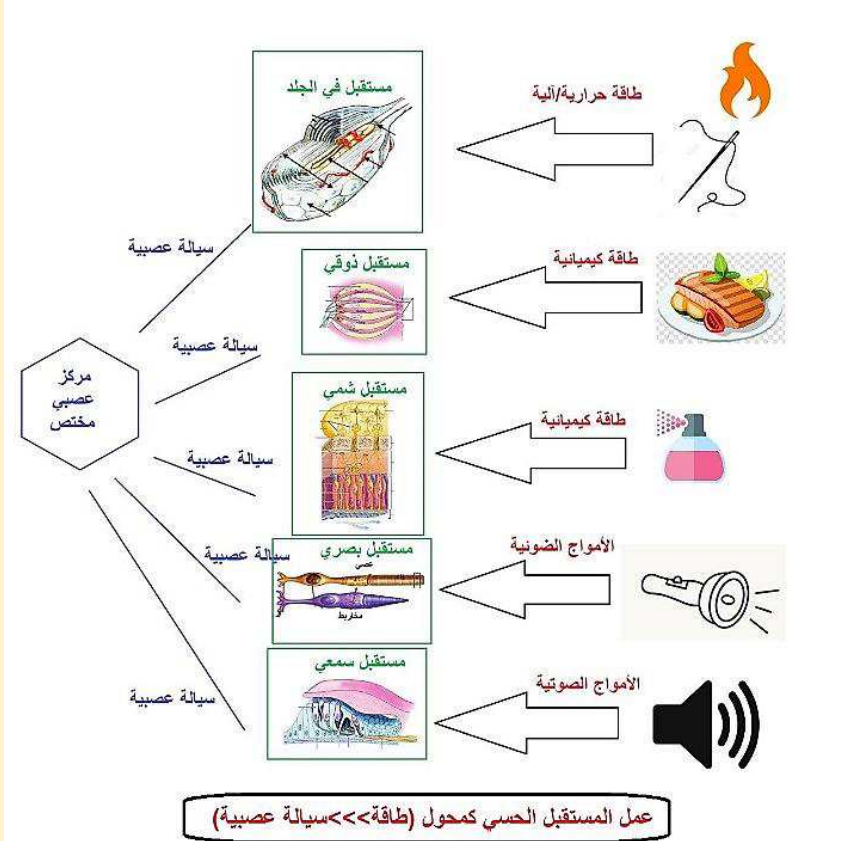 مستقبل في الجلد
طاقة حرارية/آلية
سيالة عصبية
مستقبل ذوقي
طاقة كيميائية
سيالة عصبية
مركز
عصبي
مختص
مستقبل شمي
طاقة كيميائية
سيالة عصبية
الأمواج الضوئية
مستقبل بصري
عصي
مخاريط
سيالة عصبية
مستقبل سمعي
الأمواج الصوتية
سيالة عصبية
عمل المستقبل الحسي كمحول (طاقة>>>سيالة عصبية)